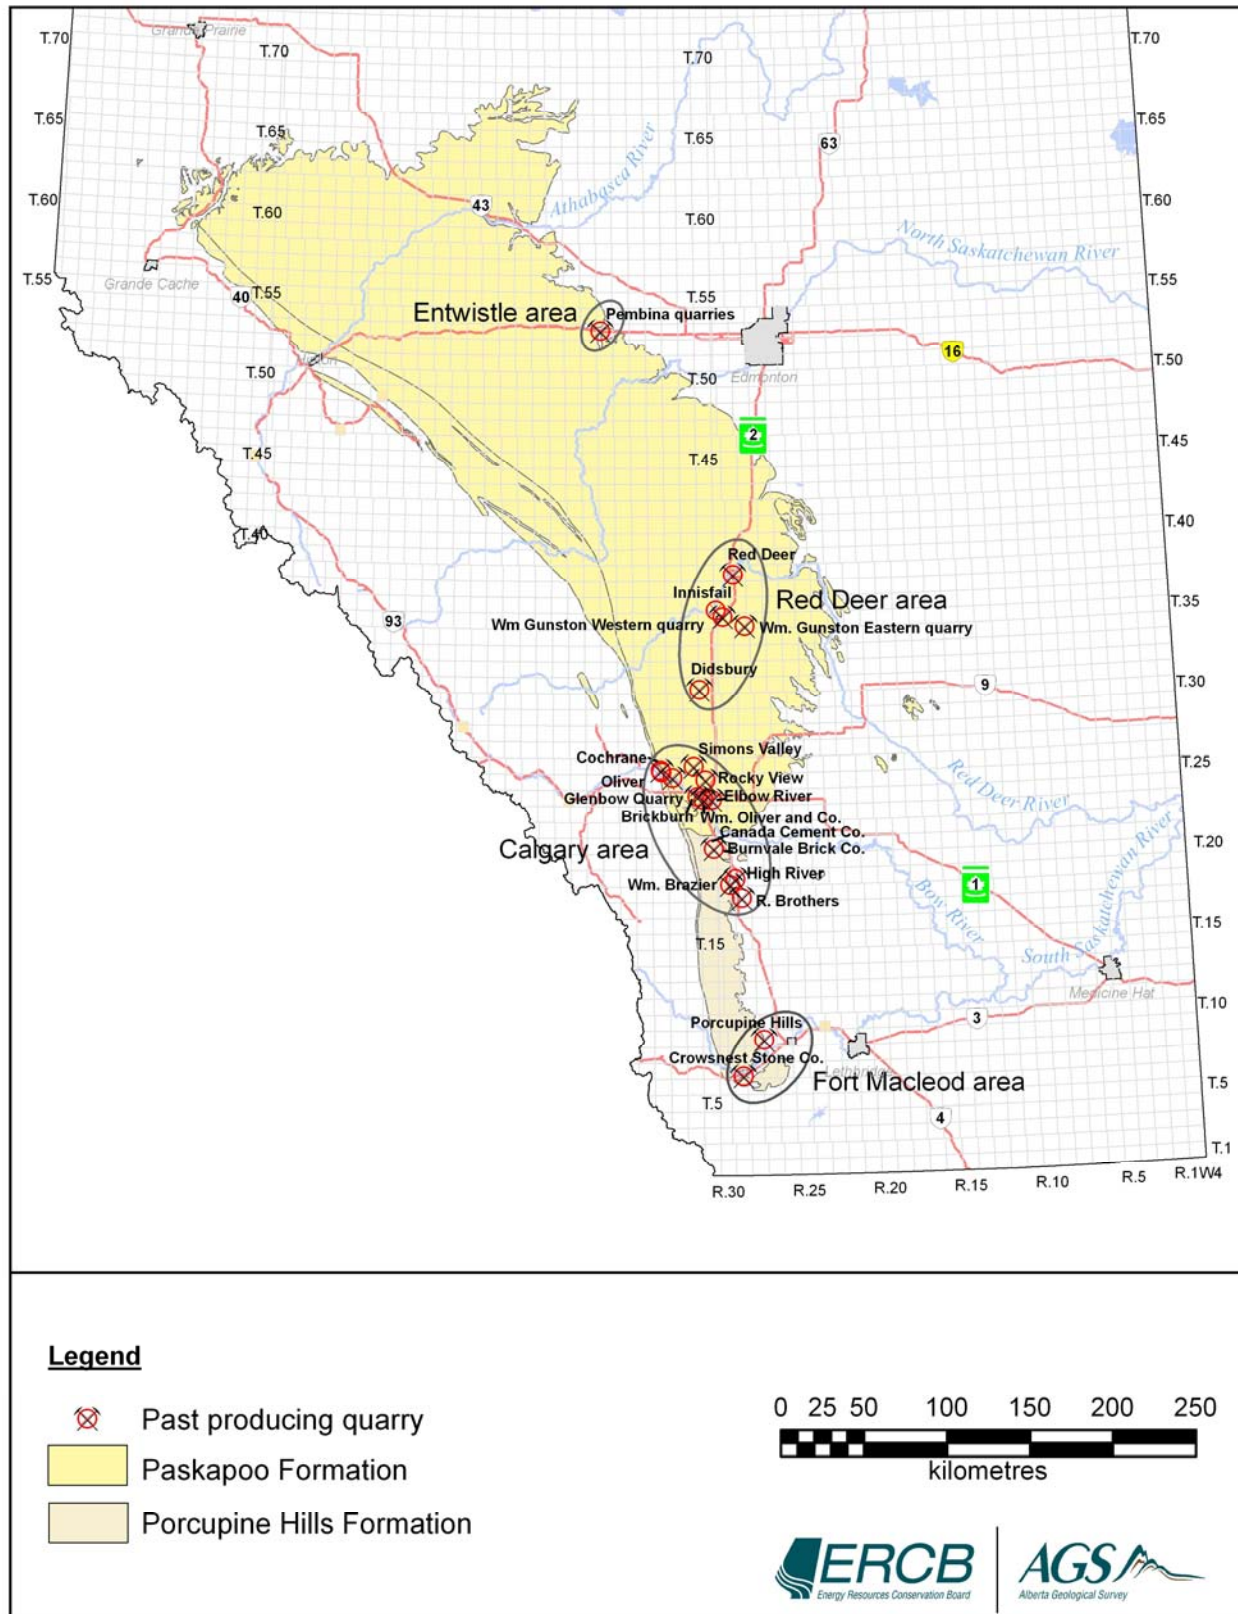 Grande Prairie
T.70
T.70
T.70
T.70
T.65
T.65
T.65
T.65
63
Athabasca River
T.60
T.60
T.60
T.60
43
North Saskatchewan River
T.55
Grande Cache
40
T.55
T.55
T.55
Entwistle area
Pembina quarries
16
T.50
T.50
T.50
Edmonton
2
T.45
T.45
T.45
T.40
T.40
Red Deer
Innisfail
Red Deer area
T.35
93
Wm Gunston Western quarry
Wm. Gunston Eastern quarry
Didsbury
T.30
9
Simons Valley
Cochrane
T.25
Oliver
Rocky View
Glenbow Quarry
Elbow River
Red Deer River
Brickburn
Wm. Oliver and Co.
Canada Cement Co.
T.20
Calgary area
Burnvale Brick Co.
High River
Wm. Brazier
1
R. Brothers
Bow River
South Saskatchewan River
T.15
T.15
Medicine Hat
T.10
Porcupine Hills
3
Crowsnest Stone Co.
Lethbridge
Fort Macleod area
T.5
T.5
4
T.1
R.30
R.25
R.20
R.15
R.10
R.5
R.1W4
Legend
Past producing quarry
Paskapoo Formation
Porcupine Hills Formation
0 25 50 100 150 200 250
kilometres
ERCB
Energy Resources Conservation Board
AGS
Alberta Geological Survey